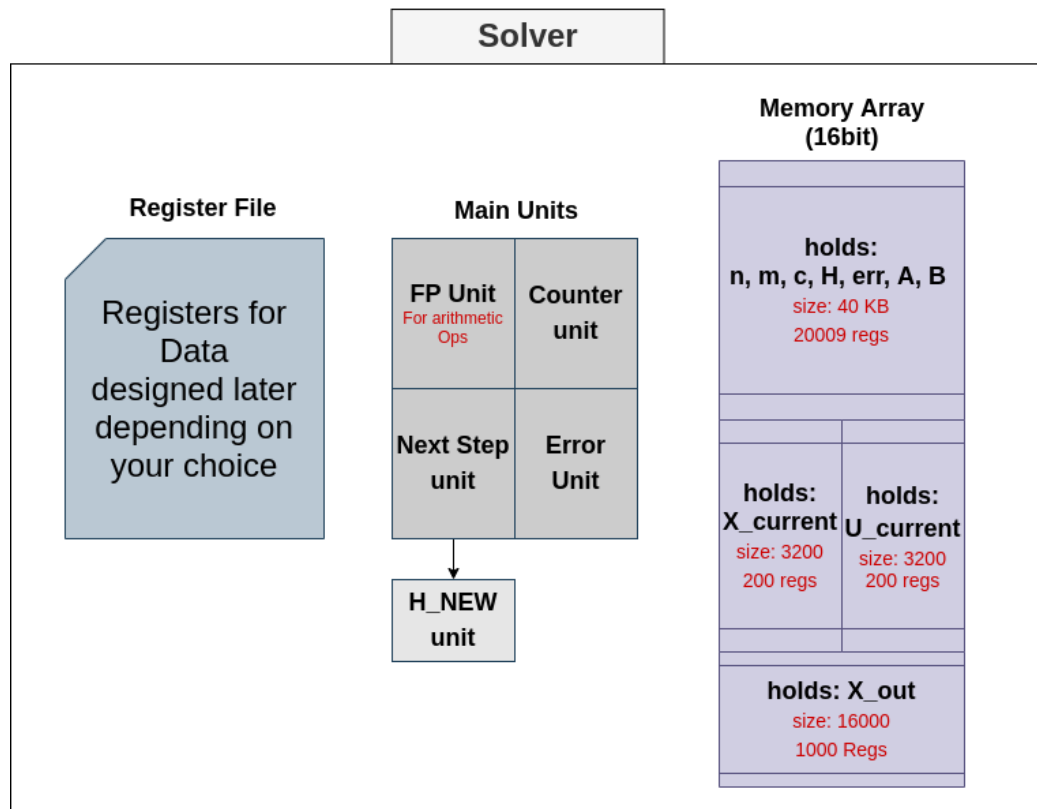 Solver
Register File
Registers for
Data
designed later
depending on
your choice
Main Units
FP Unit
For arithmetic
Ops
Counter
unit
Next Step
unit
Error
Unit
H_NEW
unit
Memory Array
(16bit)
holds:
n, m, c, H, err, A, B
size: 40 KB
20009 regs
holds:
X_current
size: 3200
200 regs
holds:
U_current
size: 3200
200 regs
holds: X_out
size: 16000
1000 Regs